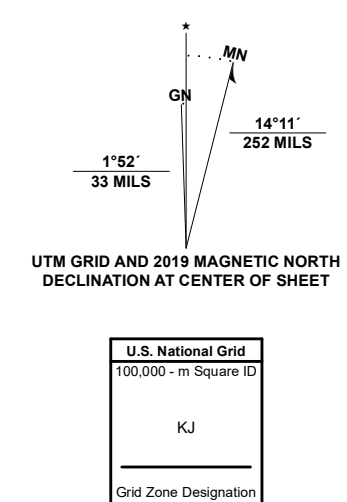 ★
MN
GN
14°11´
252 MILS
1°52´
33 MILS
UTM GRID AND 2019 MAGNETIC NORTH
DECLINATION AT CENTER OF SHEET
U.S. National Grid
100,000 - m Square ID
KJ
Grid Zone Designation